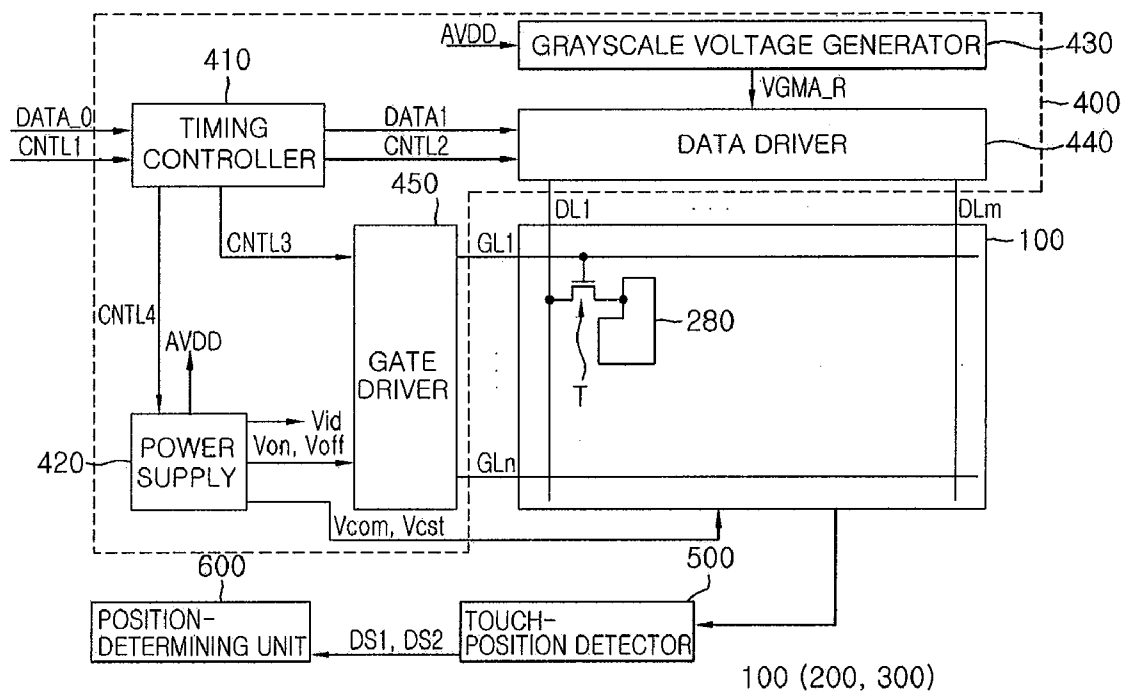 AVDD
GRAYSCALE VOLTAGE GENERATOR
430
410
VGMA_R
400
DATA_0
CNTL1
TIMING
CONTROLLER
DATA1
CNTL2
DATA DRIVER
440
450
DL1
DLm
CNTL3
GL1
100
CNTL4
280
AVDD
GATE
DRIVER
T
Vid
420
POWER
SUPPLY
Von, Voff
GLn
Vcom, Vcst
600
500
POSITION-
DETERMINING UNIT
DS1, DS2
TOUCH-
POSITION DETECTOR
100 (200, 300)